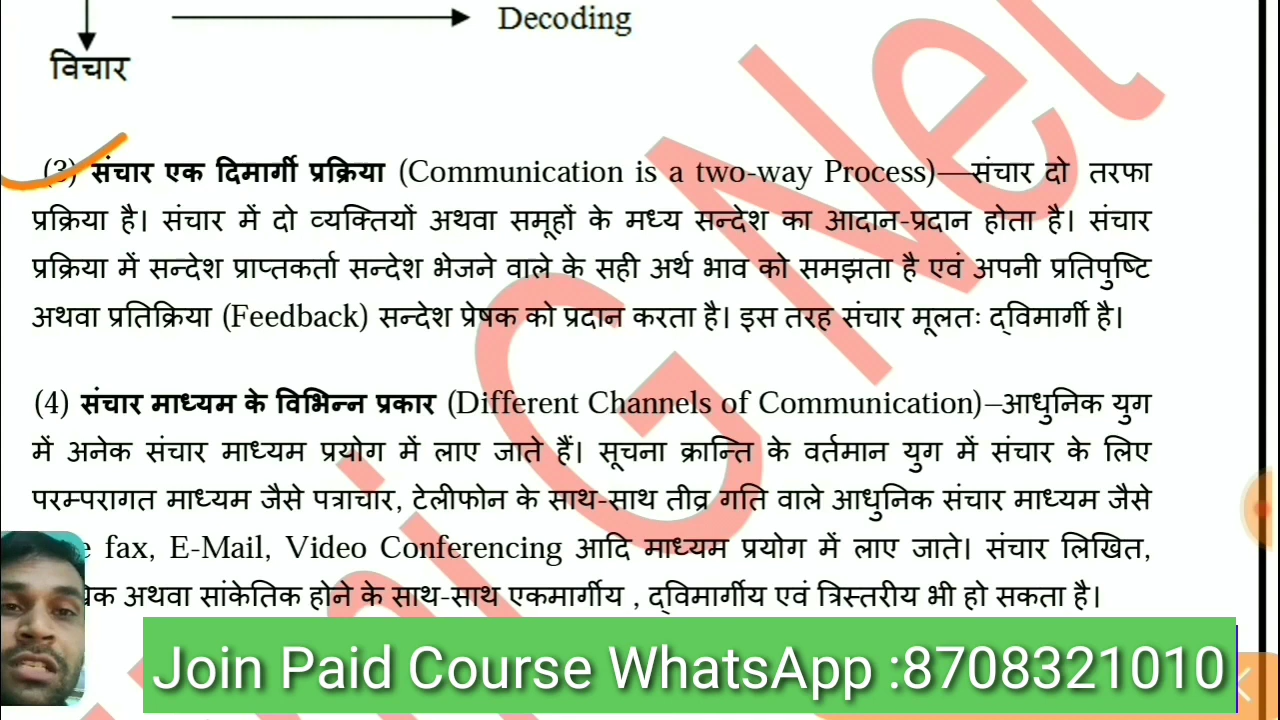 Decoding
विचार
(3) संचार एक दिमार्गी प्रक्रिया (Communication is a two-way Process)—संचार दो तरफा
प्रक्रिया है। संचार में दो व्यक्तियों अथवा समूहों के मध्य सन्देश का आदान-प्रदान होता है। संचार
प्रक्रिया में सन्देश प्राप्तकर्ता सन्देश भेजने वाले के सही अर्थ भाव को समझता है एवं अपनी प्रतिपुष्टि
अथवा प्रतिक्रिया (Feedback) सन्देश प्रेषक को प्रदान करता है। इस तरह संचार मूलतः द्विमार्गी है।
(4) संचार माध्यम के विभिन्न प्रकार (Different Channels of Communication)–आधुनिक युग
में अनेक संचार माध्यम प्रयोग में लाए जाते हैं। सूचना क्रान्ति के वर्तमान युग में संचार के लिए
परम्परागत माध्यम जैसे पत्राचार, टेलीफोन के साथ-साथ तीव्र गति वाले आधुनिक संचार माध्यम जैसे
fax, E-Mail, Video Conferencing आदि माध्यम प्रयोग में लाए जाते। संचार लिखित,
अथवा सांकेतिक होने के साथ-साथ एकमार्गीय , द्विमार्गीय एवं त्रिस्तरीय भी हो सकता है।
G Net
Join Paid Course WhatsApp :8708321010